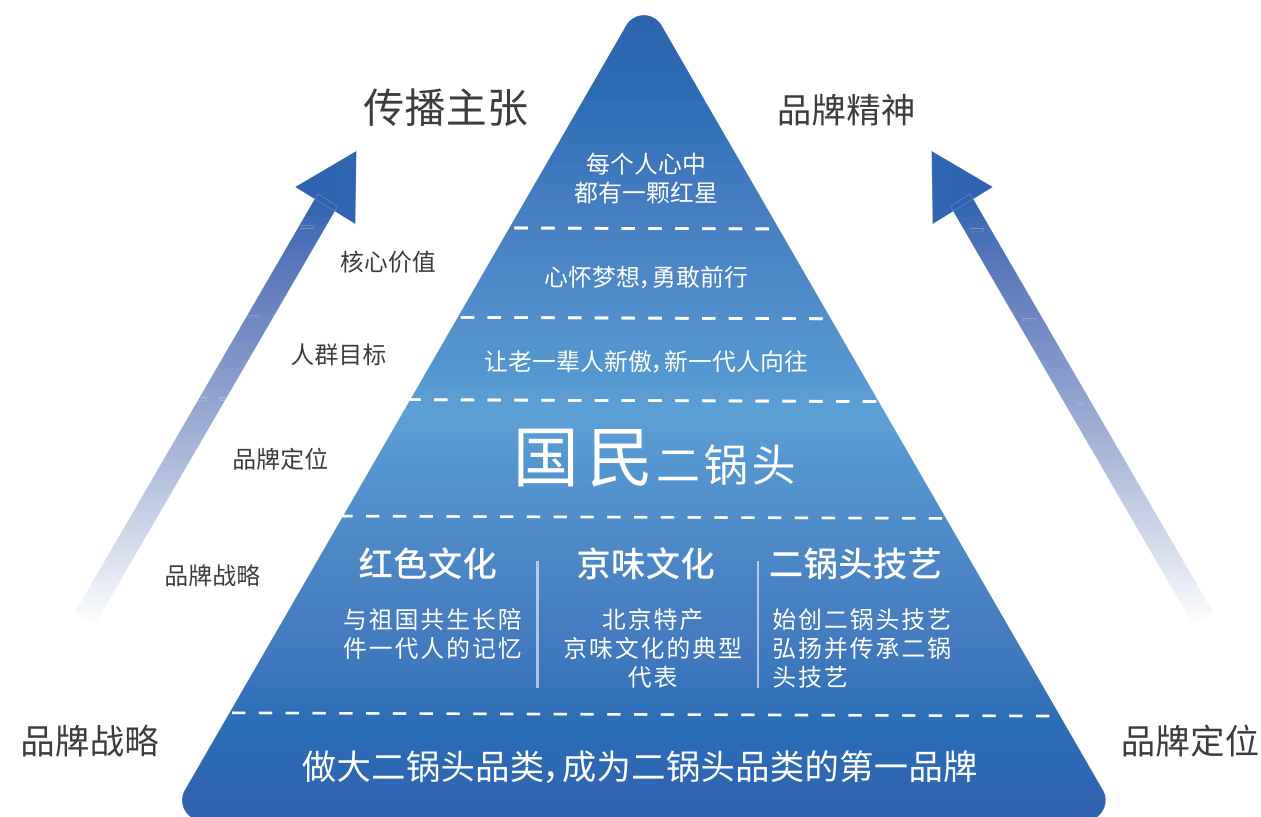 传播主张
品牌精神
每个人心中
都有一颗红星
核心价值
心怀梦想，勇敢前行
人群目标
让老一辈人新傲，新一代人向往
品牌定位
国民二锅头
品牌战略
红色文化
与祖国共生长陪
件一代人的记忆
京味文化
北京特产
京味文化的典型
代表
二锅头技艺
始创二锅头技艺
弘扬并传承二锅
头技艺
品牌战略
做大二锅头品类，成为二锅头品类的第一品牌
品牌定位